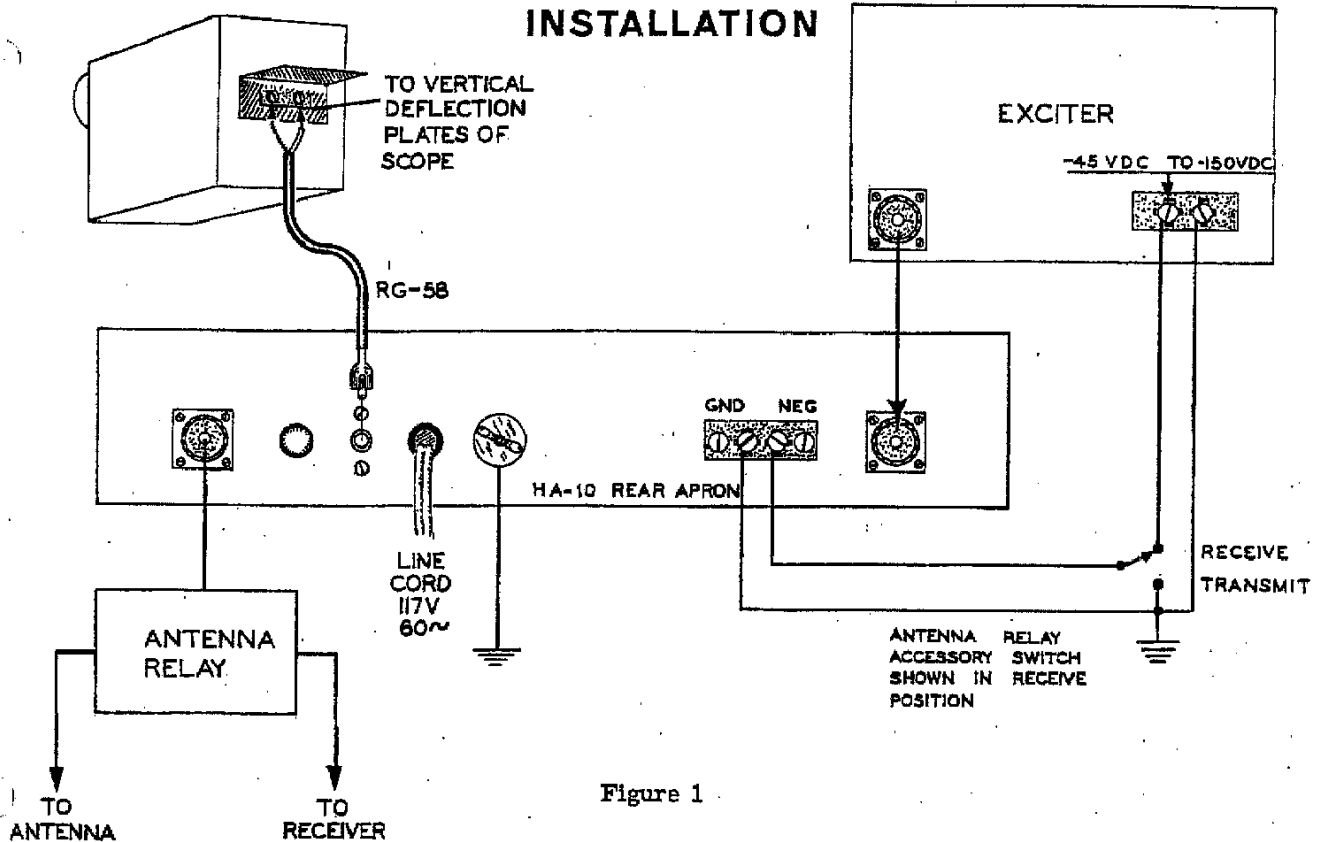 INSTALLATION
TO VERTICAL
DEFLECTION
PLATES OF
SCOPE
EXCITER
-45 VDC TO -150VDC
RG-58
GND NEG
HA-10 REAR APRON
LINE
CORD
117V
60~
RECEIVE
TRANSMIT
ANTENNA RELAY
ACCESSORY SWITCH
SHOWN IN RECEIVE
POSITION
ANTENNA
RELAY
TO
ANTENNA
TO
RECEIVER
Figure 1